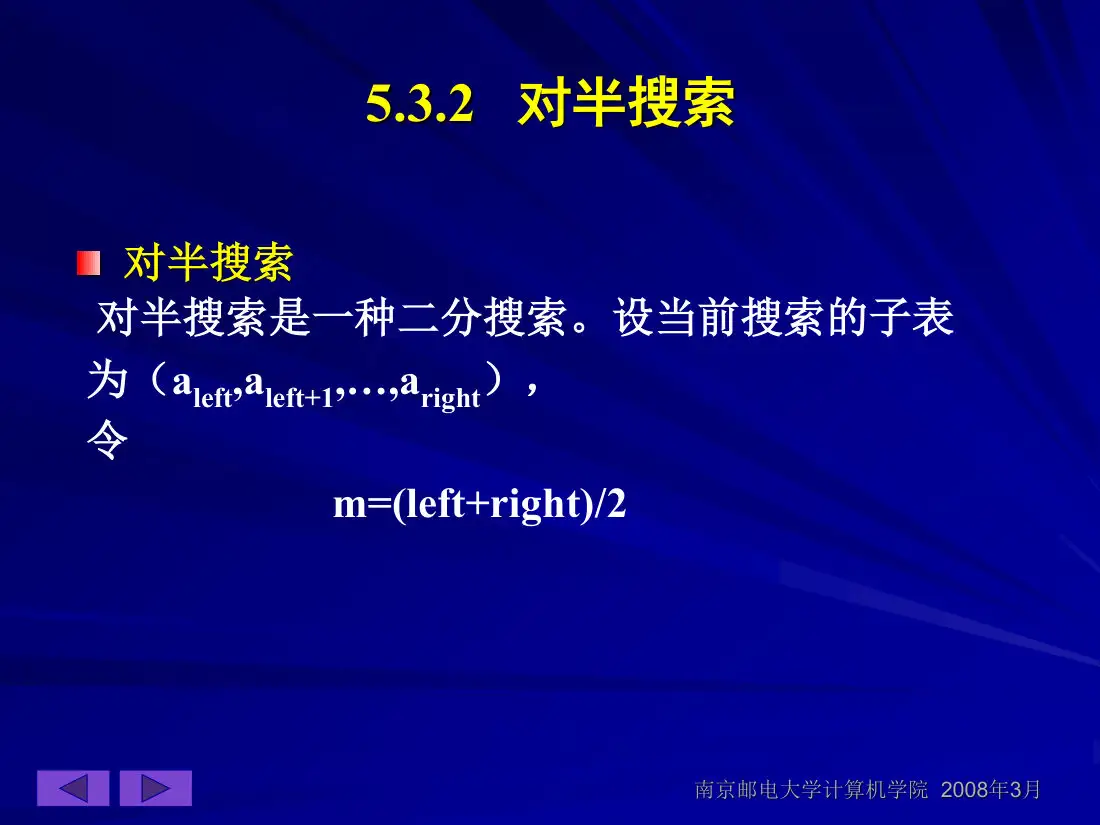 5.3.2 对半搜索
对半搜索
对半搜索是一种二分搜索。设当前搜索的子表
为（aleft,aleft+1,…,aright），
令
m=(left+right)/2
南京邮电大学计算机学院 2008年3月